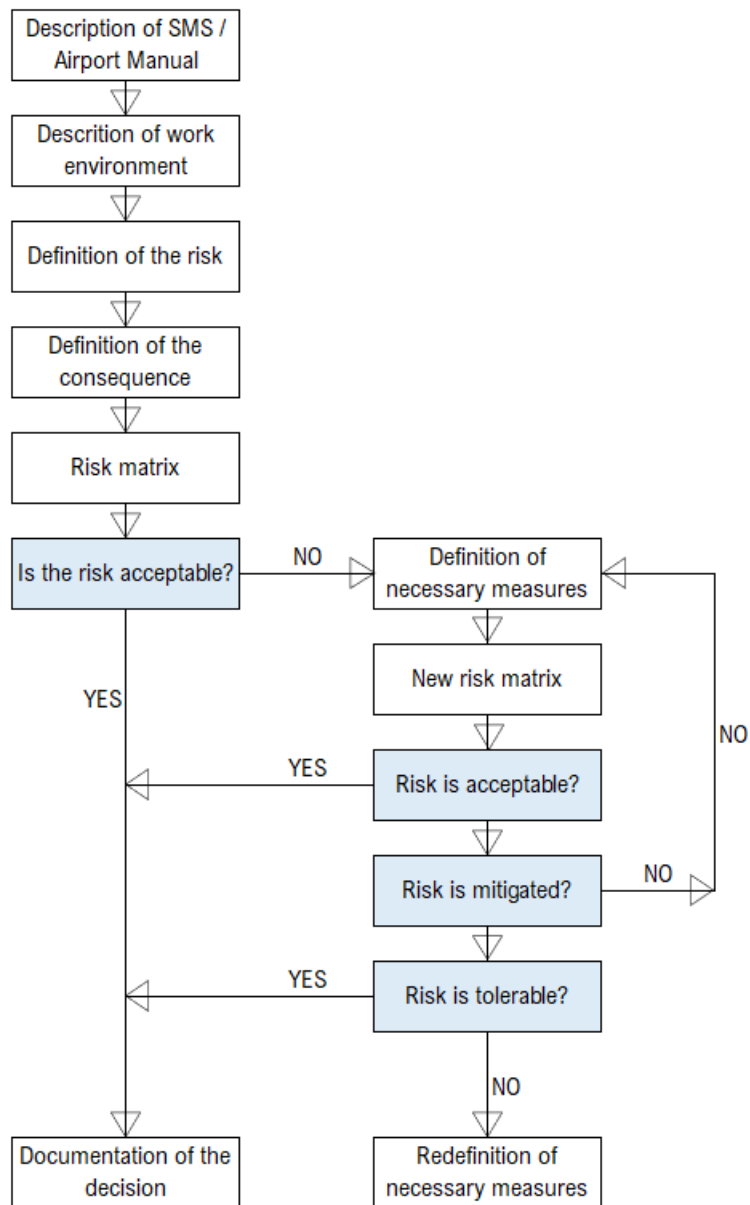 Description of SMS /
Airport Manual
Descrition of work
environment
Definition of the risk
Definition of the
consequence
Risk matrix
Is the risk acceptable?
NO
Definition of
necessary measures
New risk matrix
YES
NO
YES
Risk is acceptable?
Risk is mitigated?
NO
YES
Risk is tolerable?
NO
Documentation of the
decision
Redefinition of
necessary measures